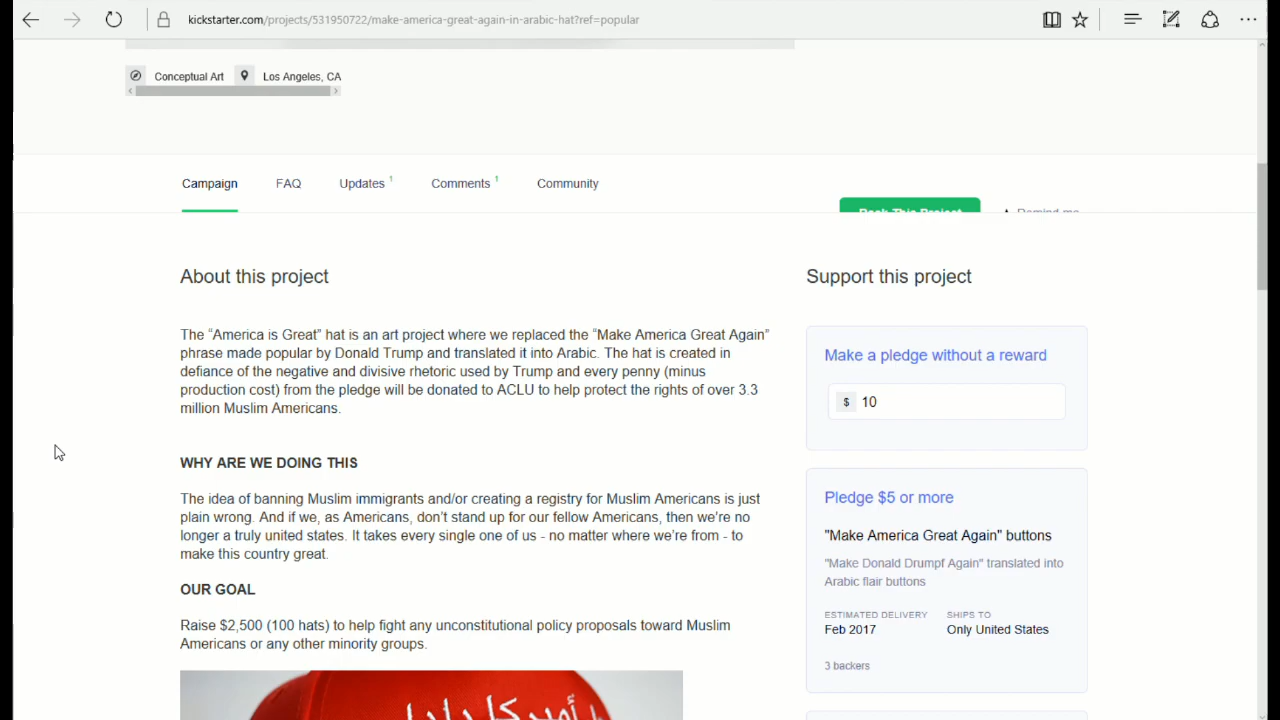 kickstarter.com/projects/531950722/make-america-great-again-in-arabic-hat?ref=popular
Conceptual Art Los Angeles, CA
Campaign FAQ Updates 1 Comments 1 Community
Back This Project Remind me
About this project
The “America is Great” hat is an art project where we replaced the “Make America Great Again”
phrase made popular by Donald Trump and translated it into Arabic. The hat is created in
defiance of the negative and divisive rhetoric used by Trump and every penny (minus
production cost) from the pledge will be donated to ACLU to help protect the rights of over 3.3
million Muslim Americans.
WHY ARE WE DOING THIS
The idea of banning Muslim immigrants and/or creating a registry for Muslim Americans is just
plain wrong. And if we, as Americans, don’t stand up for our fellow Americans, then we’re no
longer a truly united states. It takes every single one of us - no matter where we’re from - to
make this country great.
OUR GOAL
Raise $2,500 (100 hats) to help fight any unconstitutional policy proposals toward Muslim
Americans or any other minority groups.
Support this project
Make a pledge without a reward
$ 10
Pledge $5 or more
"Make America Great Again" buttons
"Make Donald Drumpf Again" translated into
Arabic flair buttons
ESTIMATED DELIVERY SHIPS TO
Feb 2017 Only United States
3 backers